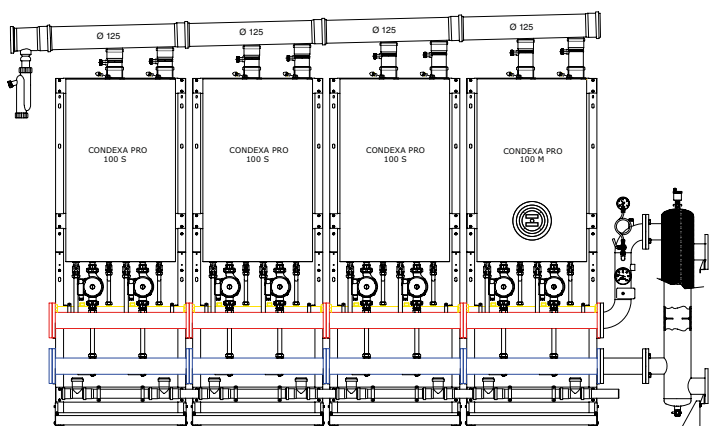 Ø 125
Ø 125
Ø 125
Ø 125
CONDEXA PRO
100 S
CONDEXA PRO
100 S
CONDEXA PRO
100 S
CONDEXA PRO
100 M